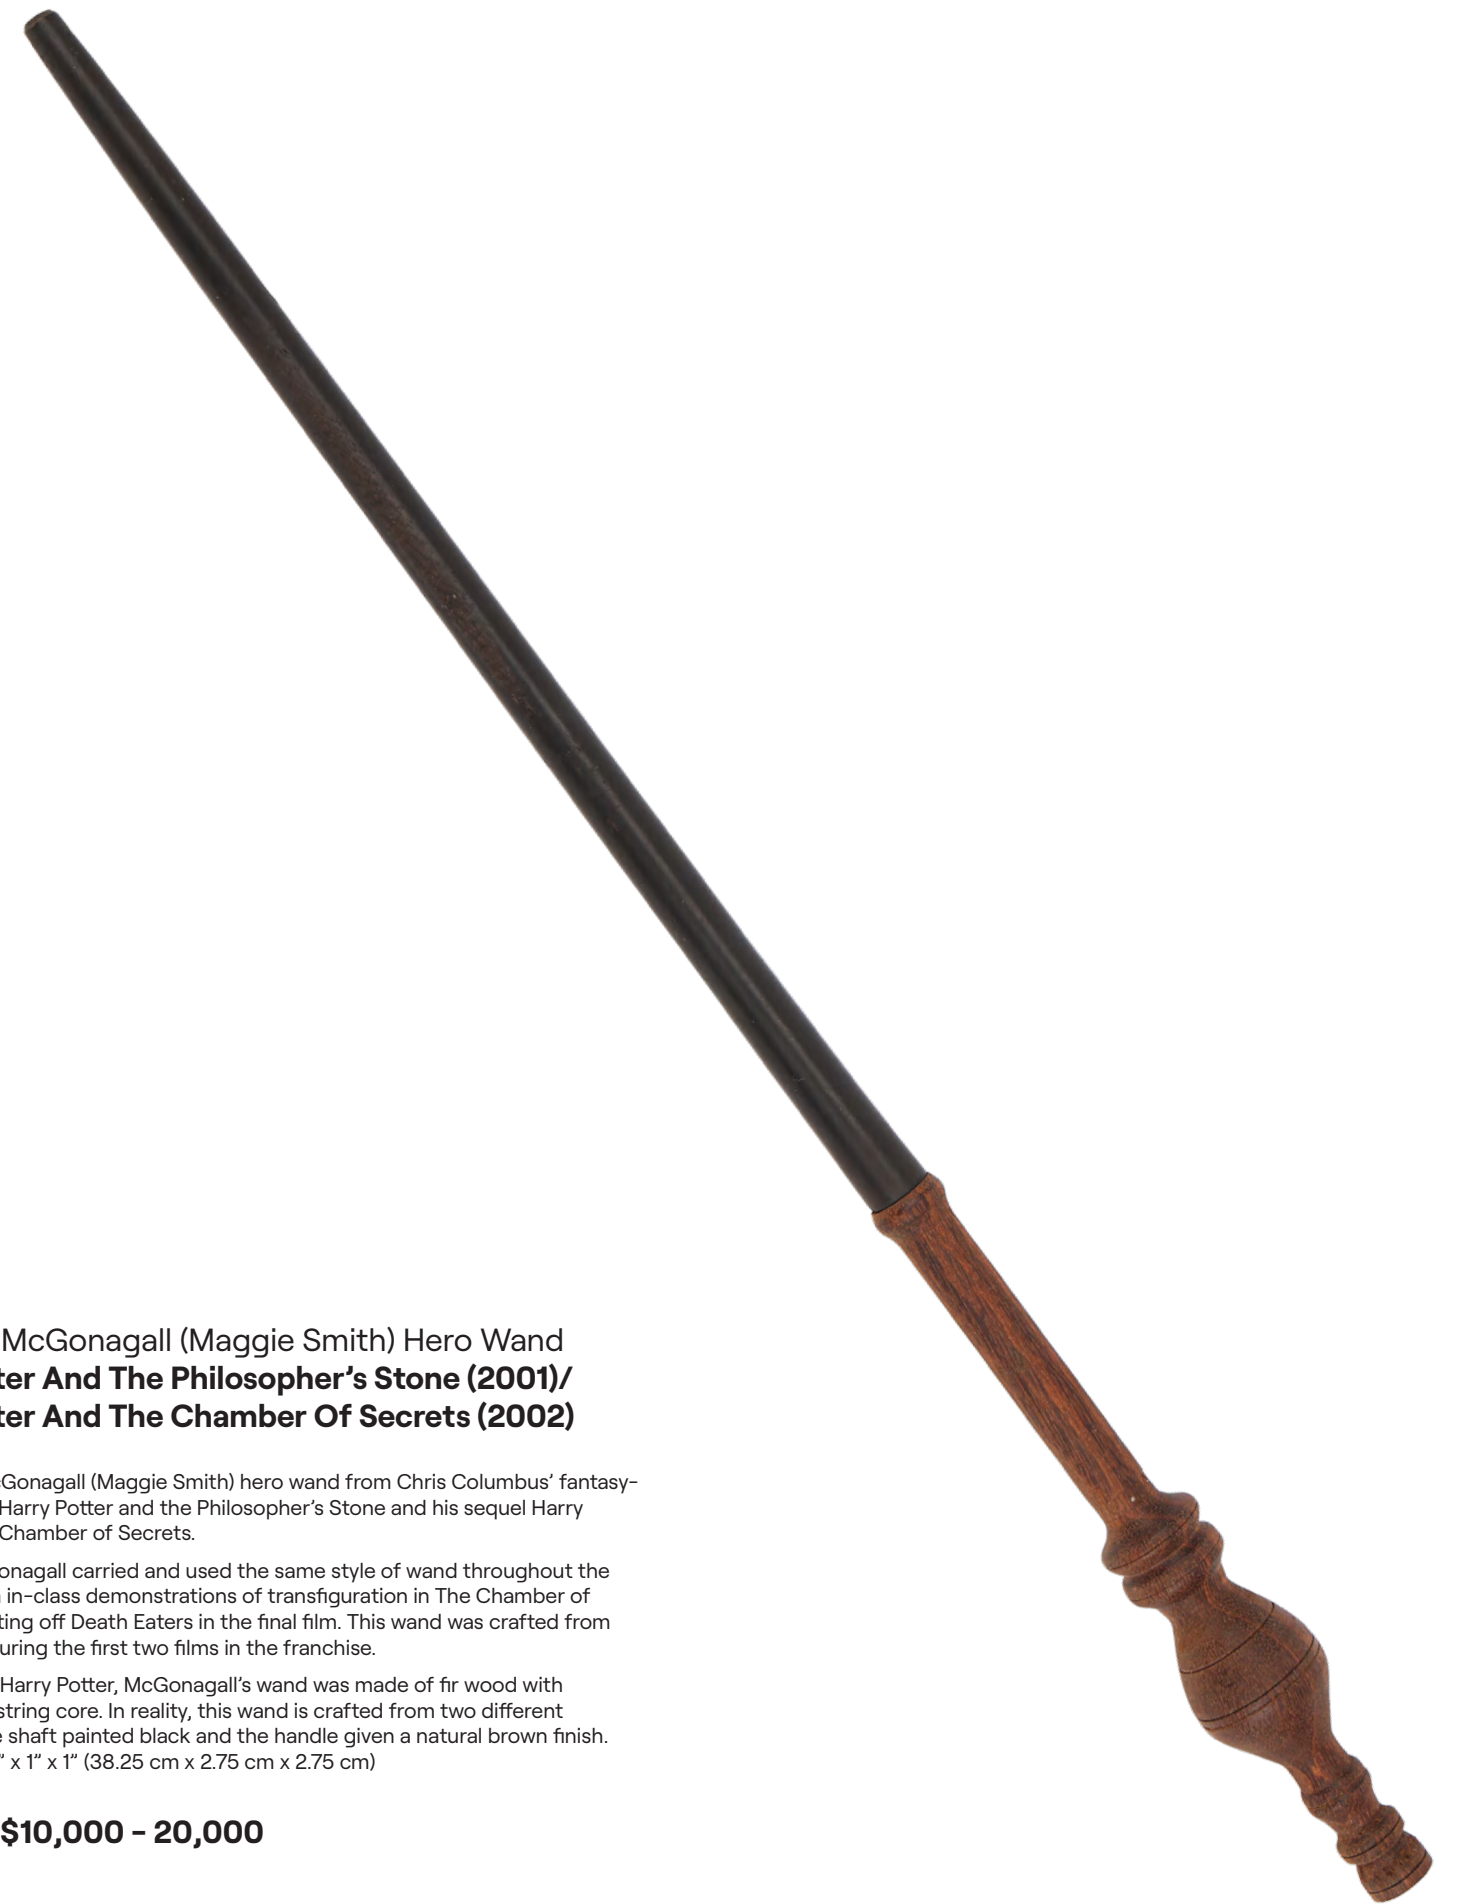 McGonagall (Maggie Smith) Hero Wand
ter And The Philosopher’s Stone (2001)/
ter And The Chamber Of Secrets (2002)
Gonagall (Maggie Smith) hero wand from Chris Columbus’ fantasy-
Harry Potter and the Philosopher’s Stone and his sequel Harry
Chamber of Secrets.
onagall carried and used the same style of wand throughout the
in-class demonstrations of transfiguration in The Chamber of
ting off Death Eaters in the final film. This wand was crafted from
uring the first two films in the franchise.
Harry Potter, McGonagall’s wand was made of fir wood with
string core. In reality, this wand is crafted from two different
e shaft painted black and the handle given a natural brown finish.
” x 1” x 1” (38.25 cm x 2.75 cm x 2.75 cm)
$10,000 - 20,000